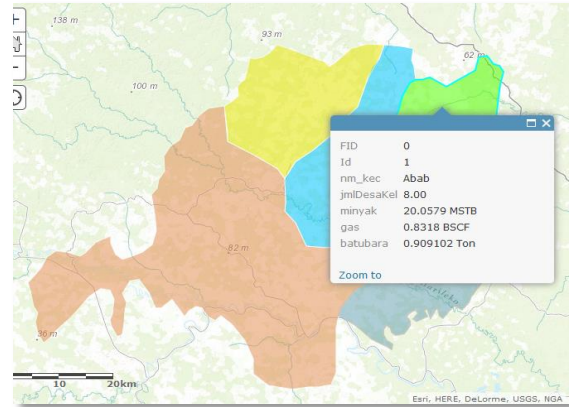 138 m
93 m
62 m
100 m
FID 0
Id 1
nm_kec Abab
jmlDesaKel 8.00
minyak 20.0579 MSTB
gas 0.8318 BSCF
batubara 0.909102 Ton
Zoom to
82 m
36 m
10 20km
Esri, HERE, DeLorme, USGS, NGA